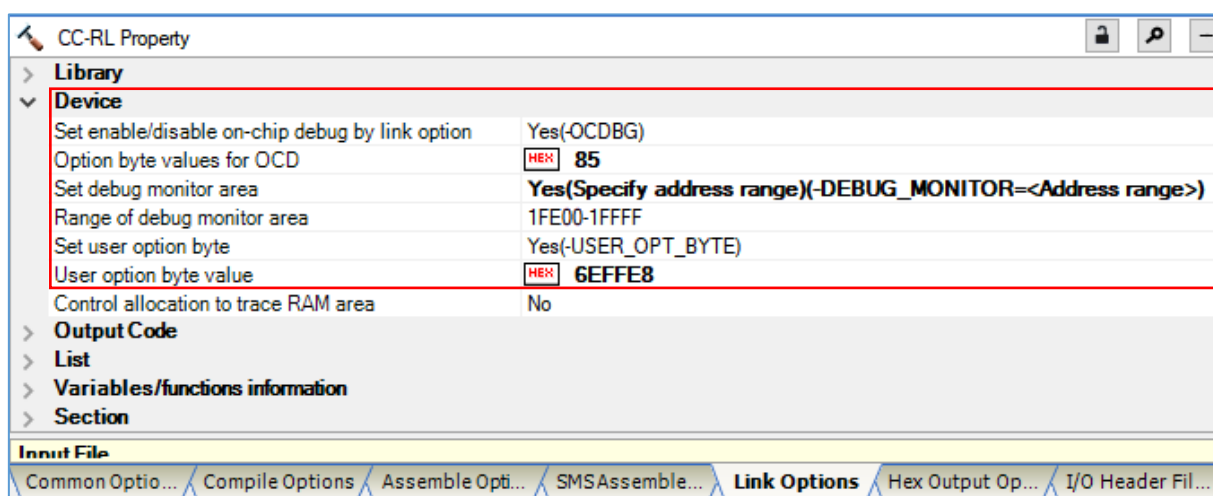 CC-RL Property
Library
Device
Set enable/disable on-chip debug by link option Yes(-OCDBG)
Option byte values for OCD HEX 85
Set debug monitor area Yes(Specify address range)(-DEBUG_MONITOR=<Address range>)
Range of debug monitor area 1FE00-1FFFF
Set user option byte Yes(-USER_OPT_BYTE)
User option byte value HEX 6EFFE8
Control allocation to trace RAM area No
Output Code
List
Variables/functions information
Section
Input File
Common Optio... Compile Options Assemble Opti... SMSAssemble... Link Options Hex Output Op... I/O Header Fil...